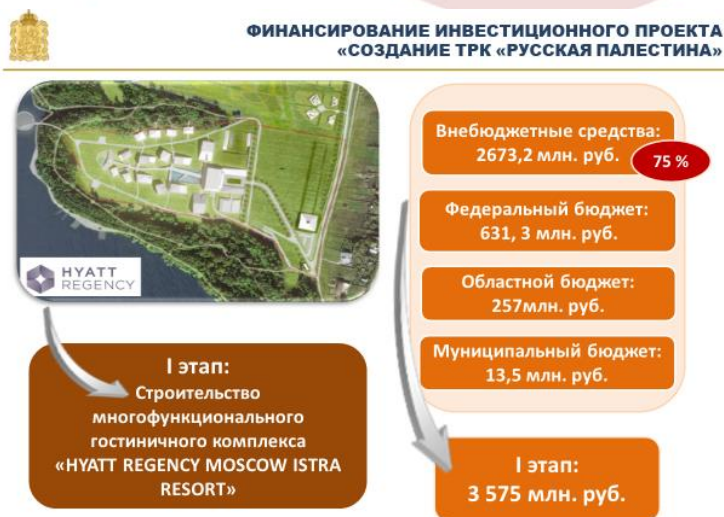 ФИНАНСИРОВАНИЕ ИНВЕСТИЦИОННОГО ПРОЕКТА
«СОЗДАНИЕ ТРК «РУССКАЯ ПАЛЕСТИНА»
HYATT
REGENCY
I этап:
Строительство
многофункционального
гостиничного комплекса
«HYATT REGENCY MOSCOW ISTRA
RESORT»
Внебюджетные средства:
2673,2 млн. руб.
75 %
Федеральный бюджет:
631, 3 млн. руб.
Областной бюджет:
257млн. руб.
Муниципальный бюджет:
13,5 млн. руб.
I этап:
3 575 млн. руб.